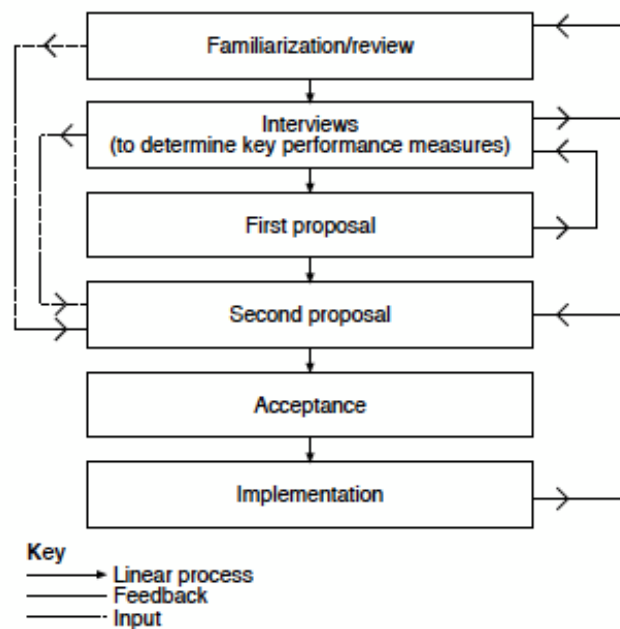 Familiarization/review
Interviews
(to determine key performance measures)
First proposal
Second proposal
Acceptance
Implementation
Key
Linear process
Feedback
Input